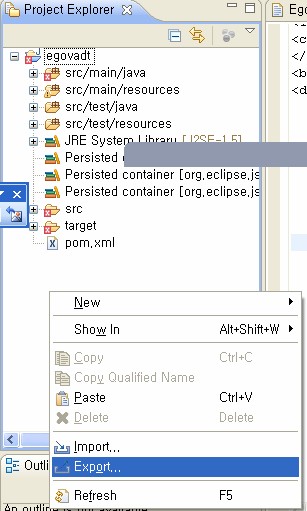 Project Explorer
Ego
egovadt
src/main/java
src/main/resources
src/test/java
src/test/resources
JRE System Library [J2SE-1.5]
Persisted
Persisted container [org.eclipse.js
Persisted container [org.eclipse.js
src
target
pom.xml
New
Show In Alt+Shift+W
Copy Ctrl+C
Copy Qualified Name
Paste Ctrl+V
Delete Delete
Import...
Export...
Refresh F5
Outli
An outline is not available